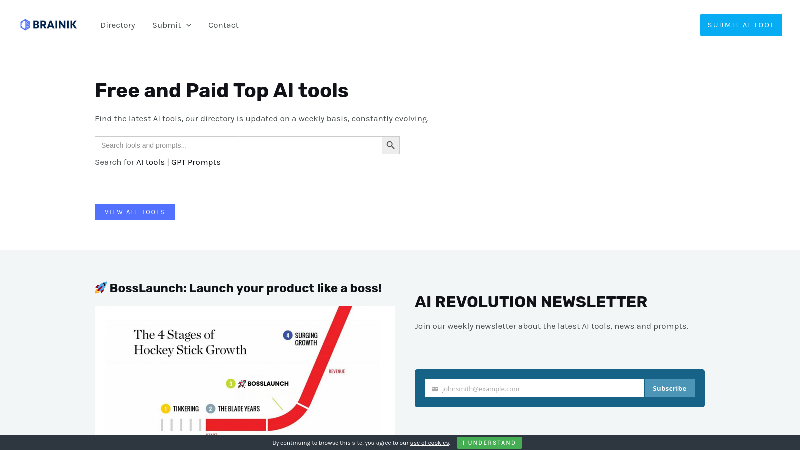 BRAINIK
Directory
Submit
Contact
SUBMIT AI TOOL
Free and Paid Top AI tools
Find the latest AI tools, our directory is updated on a weekly basis, constantly evolving.
Search tools and prompts...
Search for AI tools | GPT Prompts
VIEW ALL TOOLS
🚀 BossLaunch: Launch your product like a boss!
The 4 Stages of
Hockey Stick Growth
4 SURGING
GROWTH
REVENUE
3 🚀 BOSSLAUNCH
1 TINKERING
2 THE BLADE YEARS
AI REVOLUTION NEWSLETTER
Join our weekly newsletter about the latest AI tools, news and prompts.
johnsmith@example.com
Subscribe
By continuing to browse this site, you agree to our use of cookies.
I UNDERSTAND